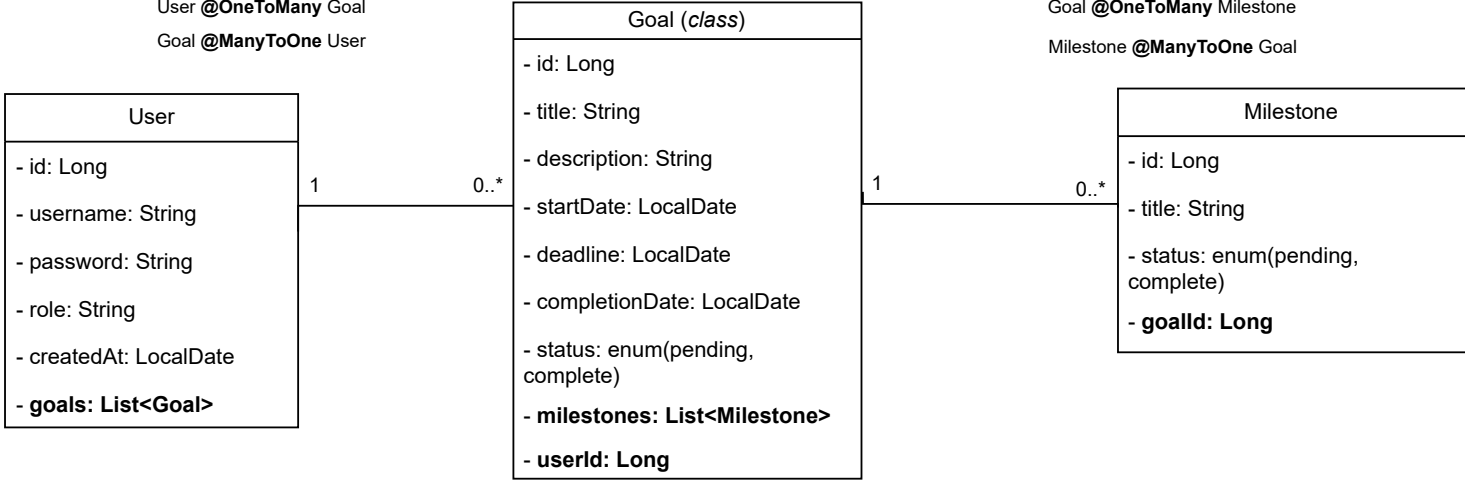 User @OneToMany Goal
Goal @ManyToOne User
Goal @OneToMany Milestone
Milestone @ManyToOne Goal
User
- id: Long
- username: String
- password: String
- role: String
- createdAt: LocalDate
- goals: List<Goal>
1
0..*
Goal (class)
- id: Long
- title: String
- description: String
- startDate: LocalDate
- deadline: LocalDate
- completionDate: LocalDate
- status: enum(pending,
complete)
- milestones: List<Milestone>
- userId: Long
1
0..*
Milestone
- id: Long
- title: String
- status: enum(pending,
complete)
- goalId: Long